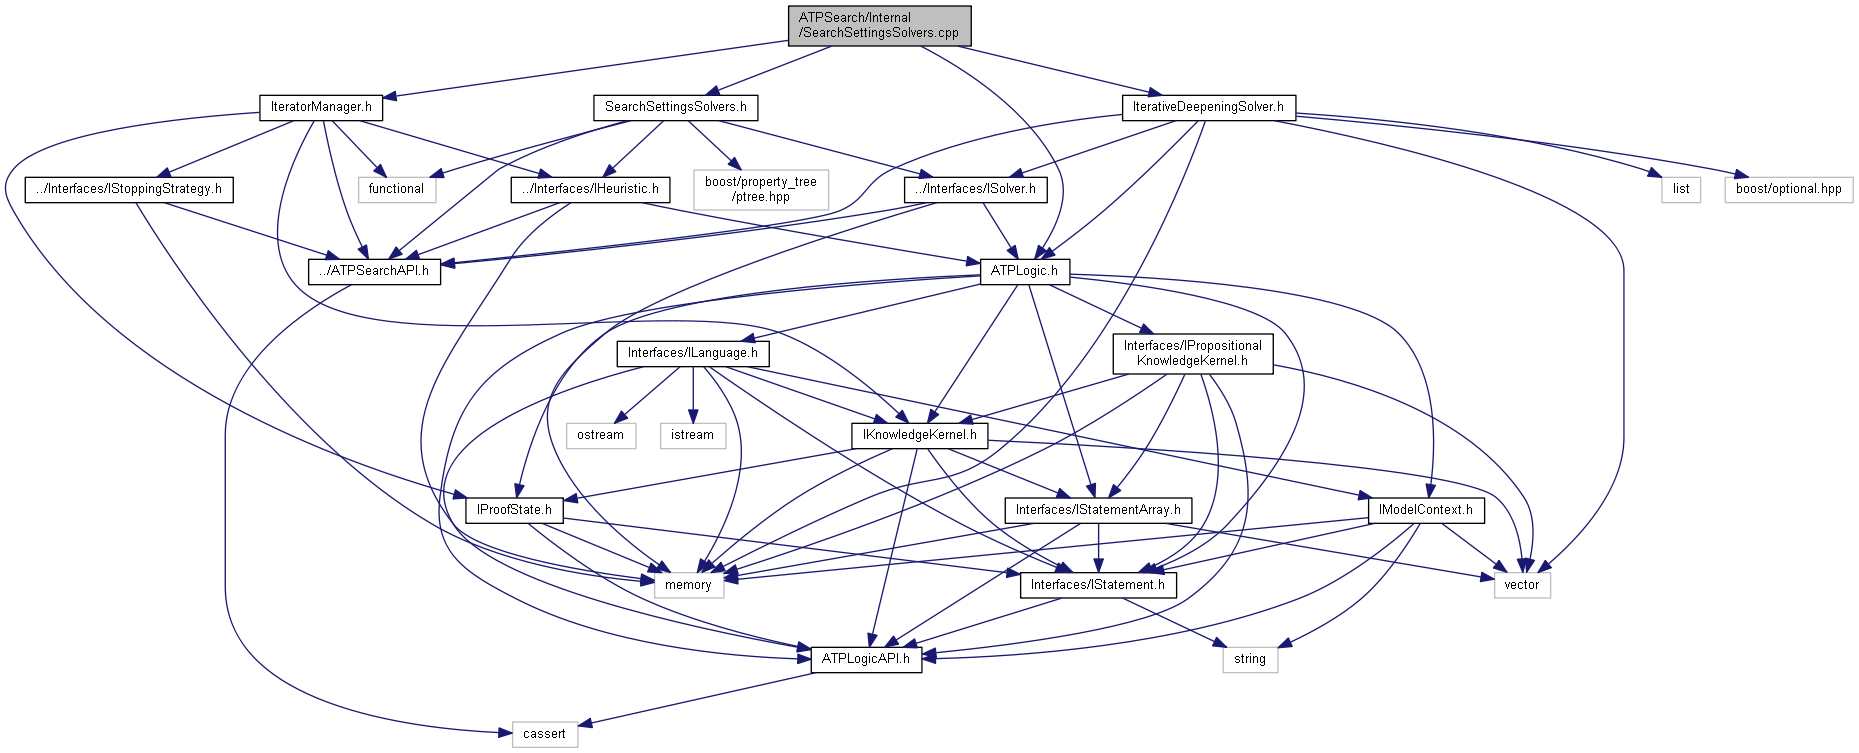 ATPSearch/Internal
/SearchSettingsSolvers.cpp
IteratorManager.h
SearchSettingsSolvers.h
IterativeDeepeningSolver.h
../Interfaces/IStoppingStrategy.h
functional
../Interfaces/IHeuristic.h
boost/property_tree
/ptree.hpp
../Interfaces/ISolver.h
list
boost/optional.hpp
../ATPSearchAPI.h
ATPLogic.h
Interfaces/ILanguage.h
Interfaces/IPropositional
KnowledgeKernel.h
ostream
istream
IKnowledgeKernel.h
IProofState.h
Interfaces/IStatementArray.h
IModelContext.h
memory
Interfaces/IStatement.h
vector
ATPLogicAPI.h
string
cassert